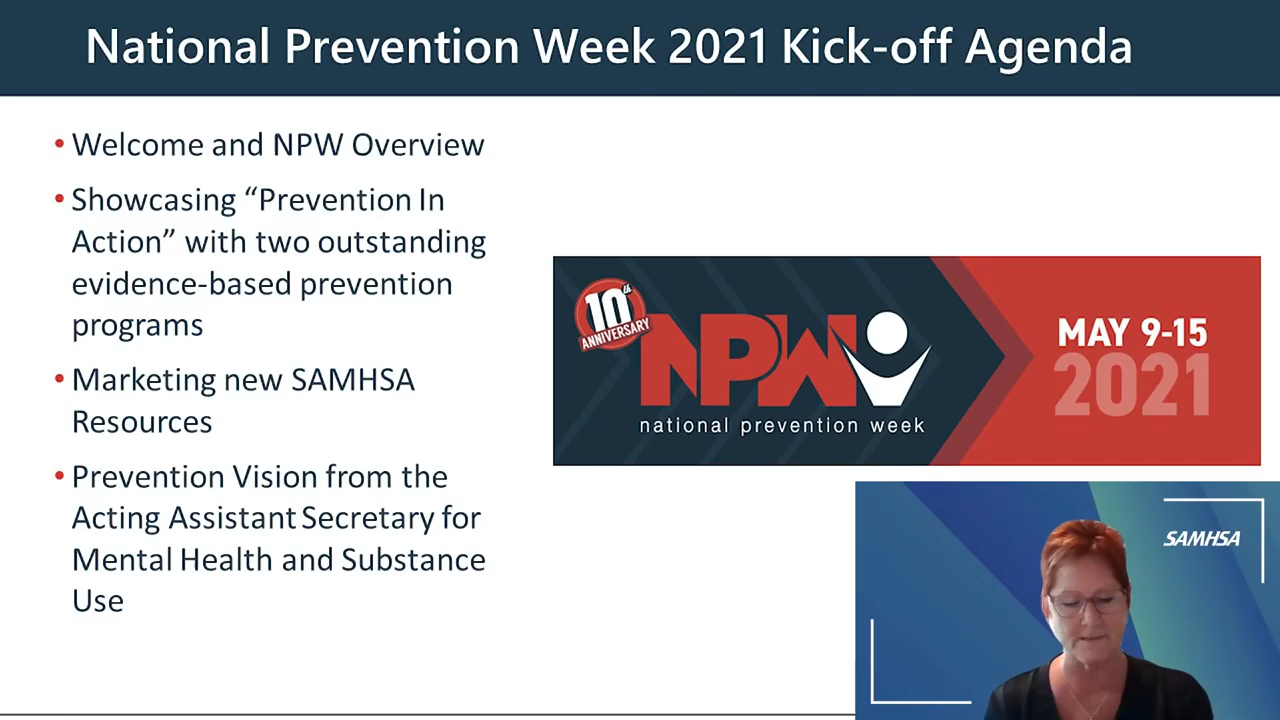 National Prevention Week 2021 Kick-off Agenda
• Welcome and NPW Overview
• Showcasing “Prevention In
Action” with two outstanding
evidence-based prevention
programs
• Marketing new SAMHSA
Resources
• Prevention Vision from the
Acting Assistant Secretary for
Mental Health and Substance
Use
10th
ANNIVERSARY
NPW
national prevention week
MAY 9-15
2021
SAMHSA